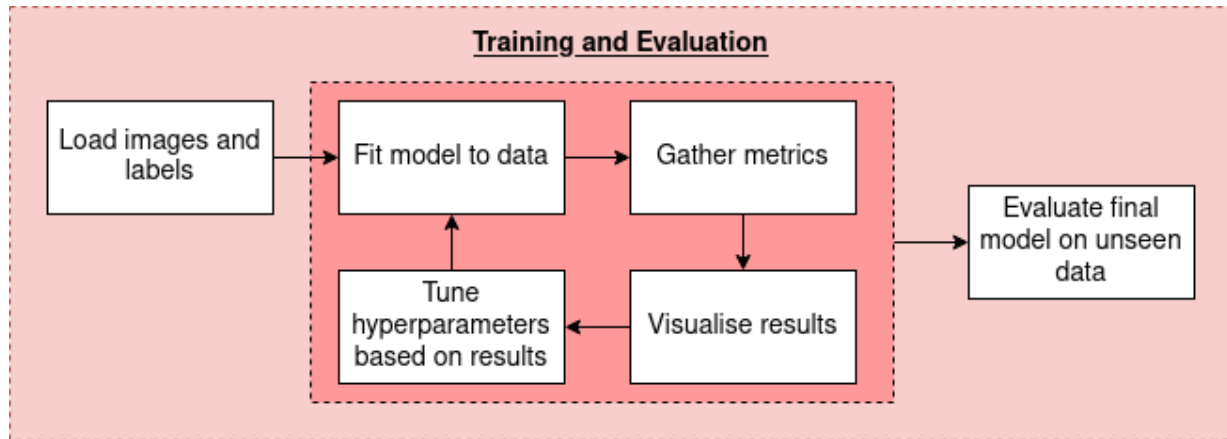 Training and Evaluation
Load images and
labels
Fit model to data
Gather metrics
Tune
hyperparameters
based on results
Visualise results
Evaluate final
model on unseen
data